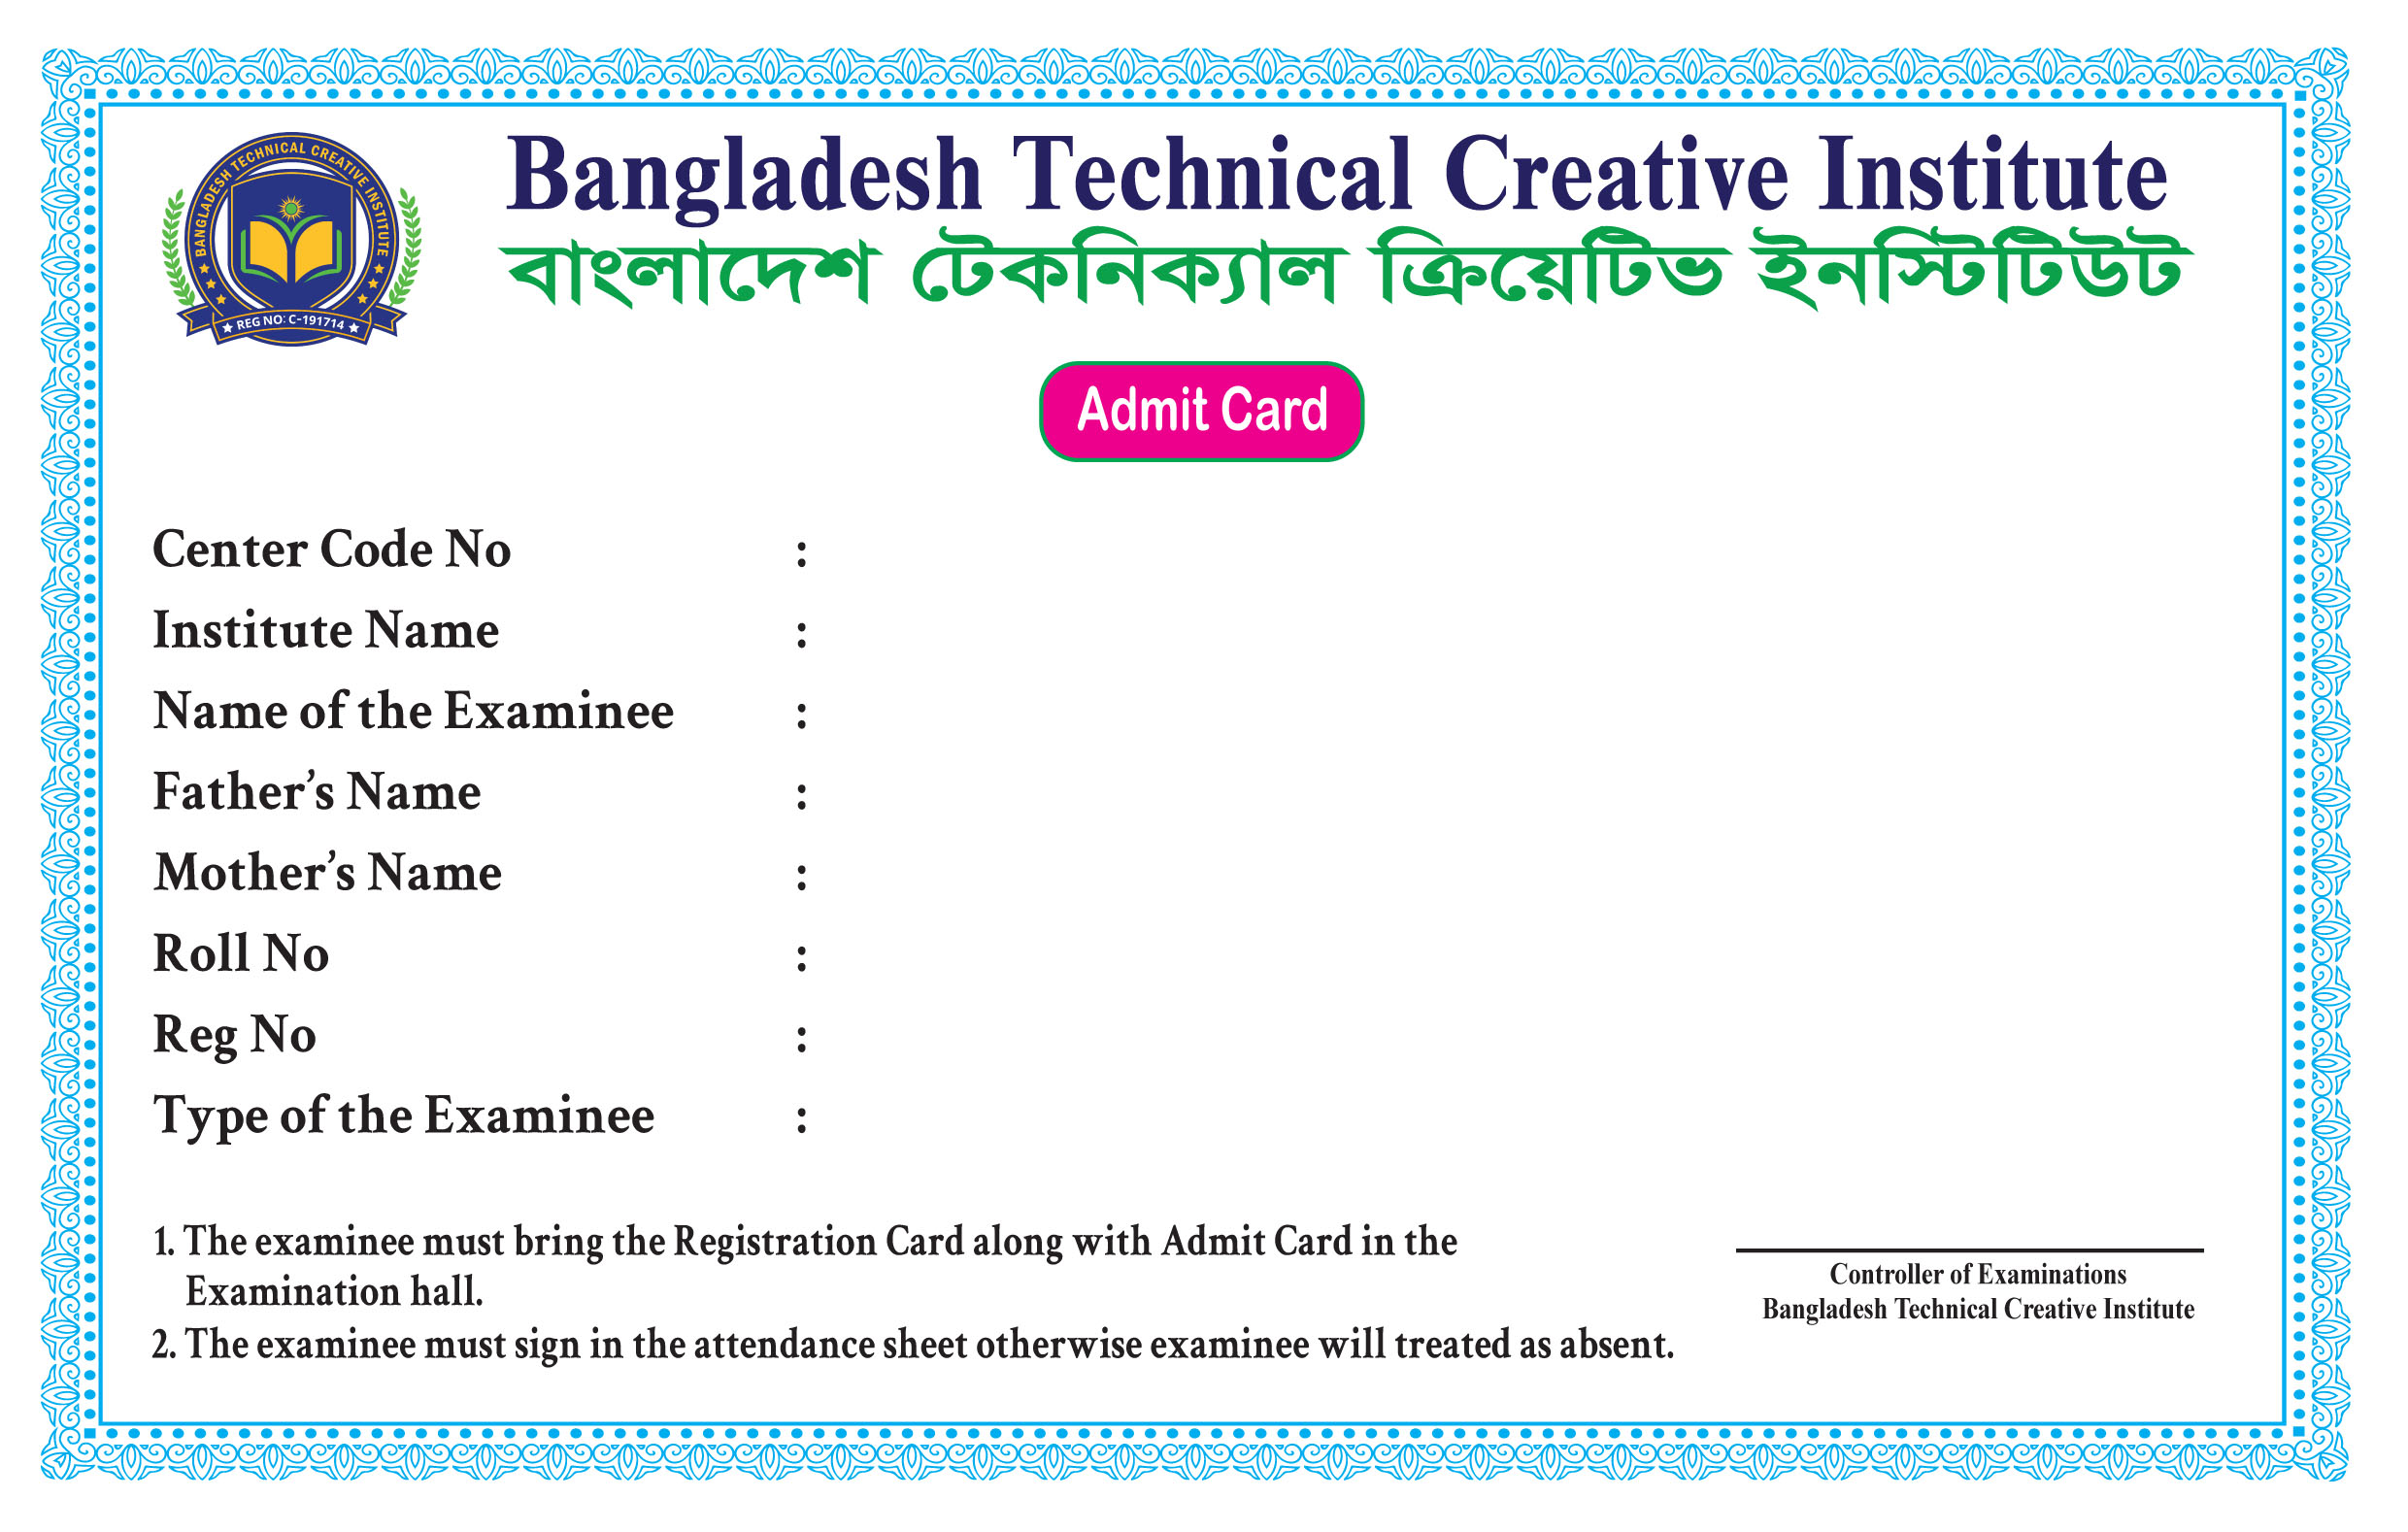 BANGLADESH TECHNICAL CREATIVE INSTITUTE
REG NO: C-191714
Bangladesh Technical Creative Institute
বাংলাদেশ টেকনিক্যাল ক্রিয়েটিভ ইনস্টিটিউট
Admit Card
Center Code No :
Institute Name :
Name of the Examinee :
Father’s Name :
Mother’s Name :
Roll No :
Reg No :
Type of the Examinee :
1. The examinee must bring the Registration Card along with Admit Card in the
Examination hall.
2. The examinee must sign in the attendance sheet otherwise examinee will treated as absent.
Controller of Examinations
Bangladesh Technical Creative Institute